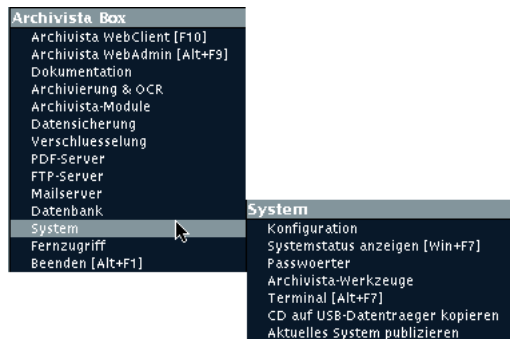 Archivista Box
Archivista WebClient [F10]
Archivista WebAdmin [Alt+F9]
Dokumentation
Archivierung & OCR
Archivista-Module
Datensicherung
Verschluesselung
PDF-Server
FTP-Server
Mailserver
Datenbank
System
Fernzugriff
Beenden [Alt+F1]
System
Konfiguration
Systemstatus anzeigen [Win+F7]
Passwoerter
Archivista-Werkzeuge
Terminal [Alt+F7]
CD auf USB-Datentraeger kopieren
Aktuelles System publizieren